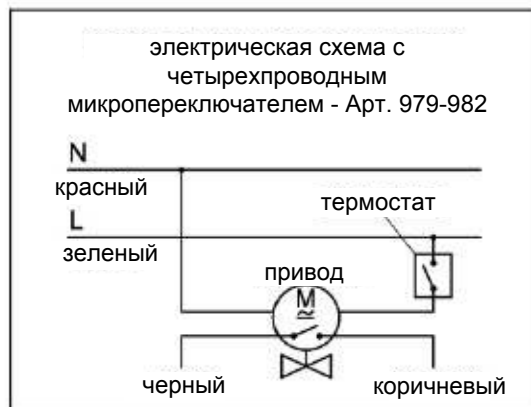 электрическая схема с
четырехпроводным
микропереключателем - Арт. 979-982
N
красный
термостат
L
зеленый
привод
M
черный
коричневый